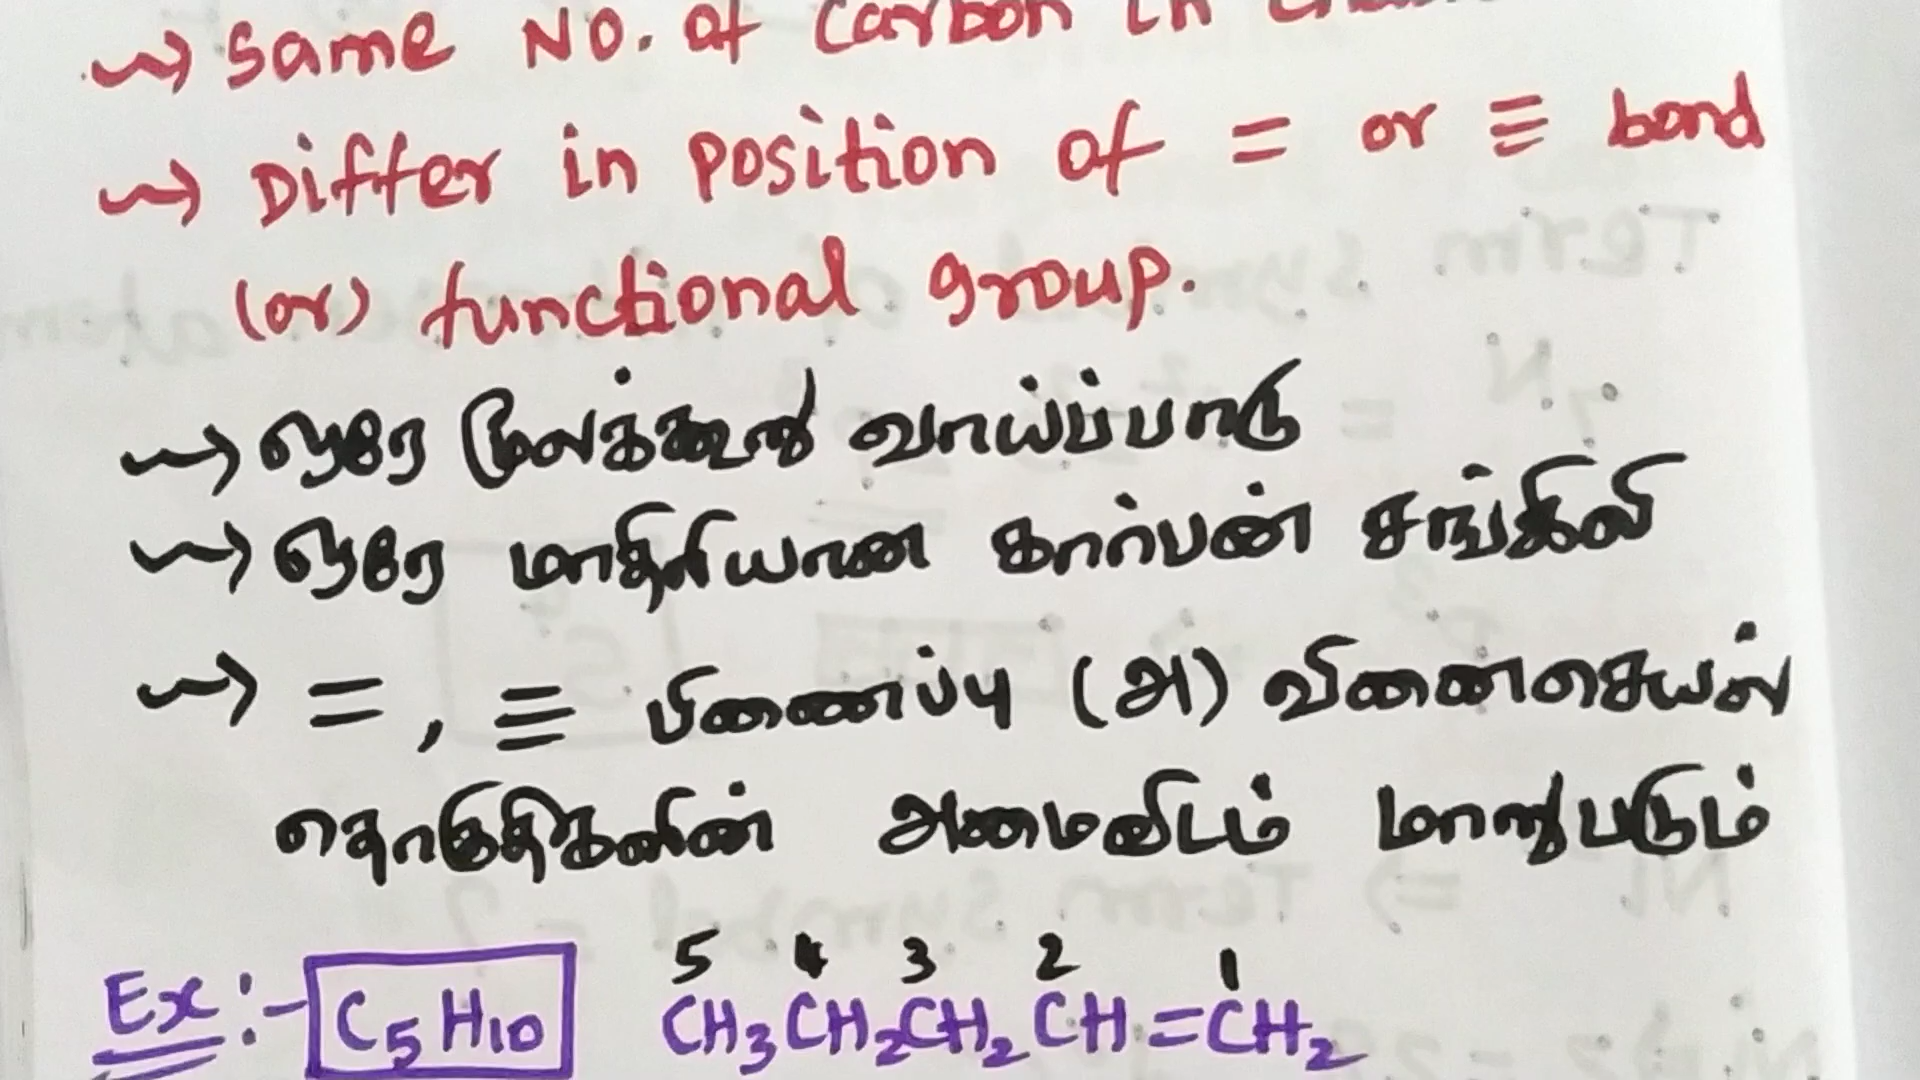 → Same No. of Carbon in
→ Differ in position of = or ≡ bond
(or) functional group.
→ ஒரே மூலக்கூறு வாய்ப்பாடு
→ ஒரே மாதிரியான கார்பன் சங்கிலி
→ =, ≡ பிணைப்பு (அ) வினைசெயல்
தொகுதிகளின் அமைவிடம் மாறுபடும்
5 4 3 2 1
Ex:- C5H10 CH3CH2CH2CH=CH2